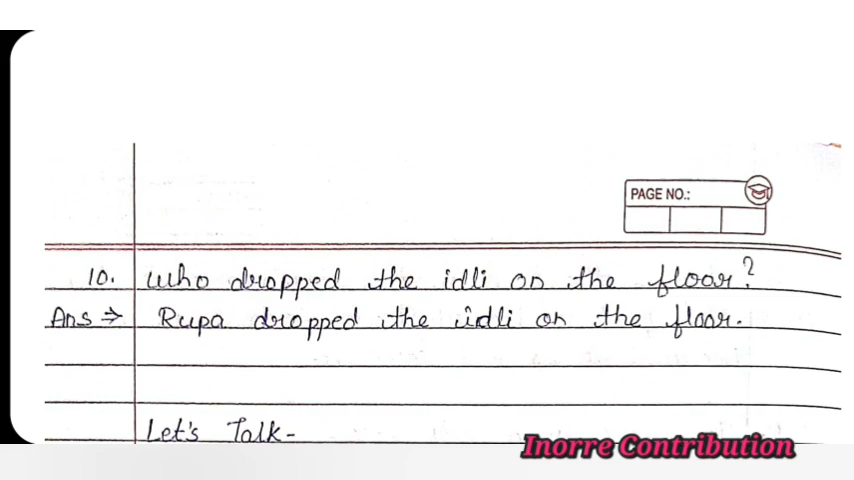 PAGE NO.:
10. Who dropped the idli on the floor?
Ans ⇒ Rupa dropped the idli on the floor.
Let's Talk-
Inorre Contribution